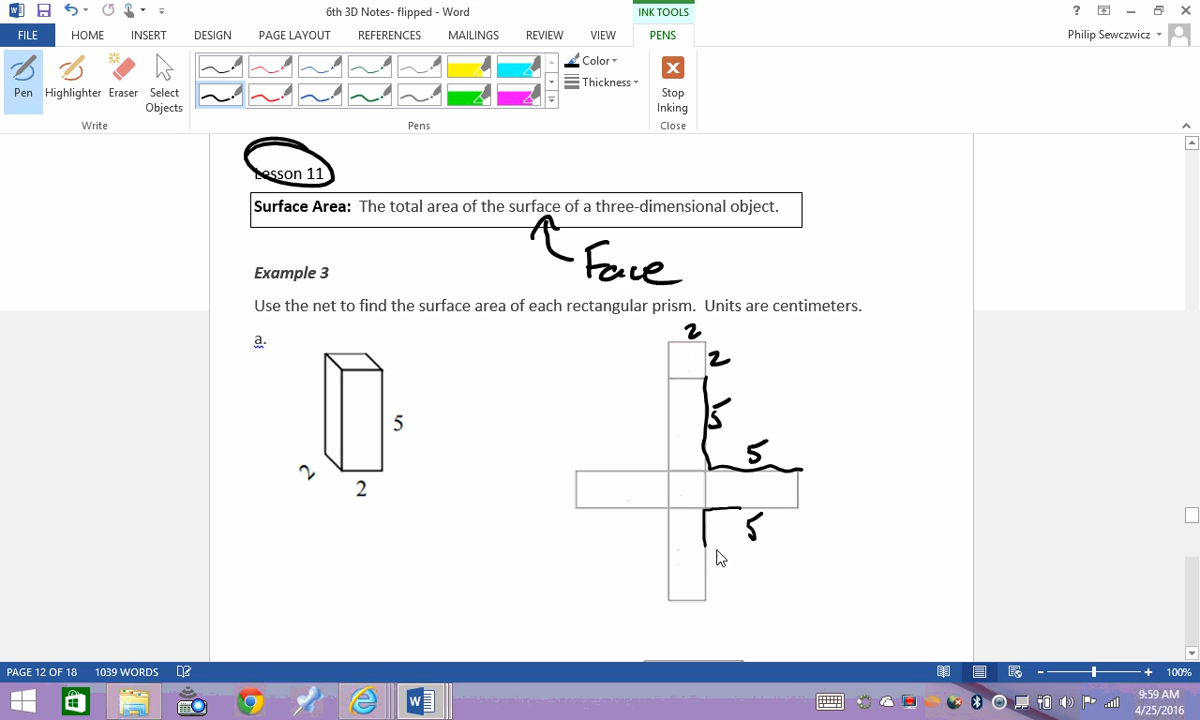 6th 3D Notes- flipped - Word
INK TOOLS
FILE HOME INSERT DESIGN PAGE LAYOUT REFERENCES MAILINGS REVIEW VIEW PENS
Philip Sewczwicz
Pen Highlighter Eraser Select Objects
Color
Thickness
Stop Inking
Write Pens Close
Lesson 11
Surface Area: The total area of the surface of a three-dimensional object.
Face
Example 3
Use the net to find the surface area of each rectangular prism. Units are centimeters.
a.
2
2
5
5
5
2
2
5
PAGE 12 OF 18 1039 WORDS
100%
9:59 AM
4/25/2016